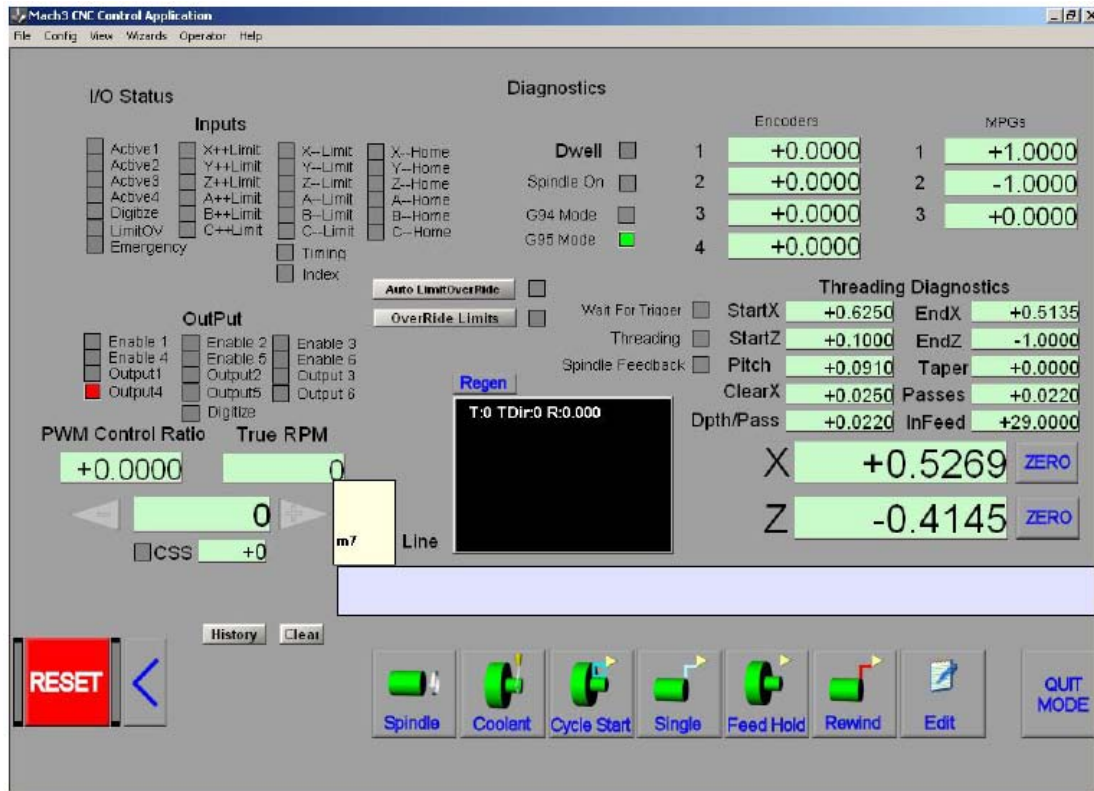 Mach3 CNC Control Application
File Config View Wizards Operator Help
Diagnostics
I/O Status
Inputs
Active1 X++Limit X--Limit X--Home
Active2 Y++Limit Y--Limit Y--Home
Active3 Z++Limit Z--Limit Z--Home
Active4 A++Limit A--Limit A--Home
Digitize B++Limit B--Limit B--Home
LimitOV C++Limit C--Limit C--Home
Emergency Timing
Index
Dwell
Spindle On
G94 Mode
G95 Mode
Encoders
1 +0.0000
2 +0.0000
3 +0.0000
4 +0.0000
MPGs
1 +1.0000
2 -1.0000
3 +0.0000
Auto LimitOverRide
OverRide Limits
OutPut
Enable 1 Enable 2 Enable 3
Enable 4 Enable 5 Enable 6
Output1 Output2 Output 3
Output4 Output5 Output 6
Digitize
Wait For Trigger
Threading
Spindle Feedback
Threading Diagnostics
StartX +0.6250 EndX +0.5135
StartZ +0.1000 EndZ -1.0000
Pitch +0.0910 Taper +0.0000
ClearX +0.0250 Passes +0.0220
Dpth/Pass +0.0220 InFeed +29.0000
Regen
T:0 TDir:0 R:0.000
PWM Control Ratio True RPM
+0.0000 0
- 0 +
CSS +0
m7
Line
X +0.5269 ZERO
Z -0.4145 ZERO
History Clear
RESET
Spindle Coolant Cycle Start Single Feed Hold Rewind Edit
QUIT MODE